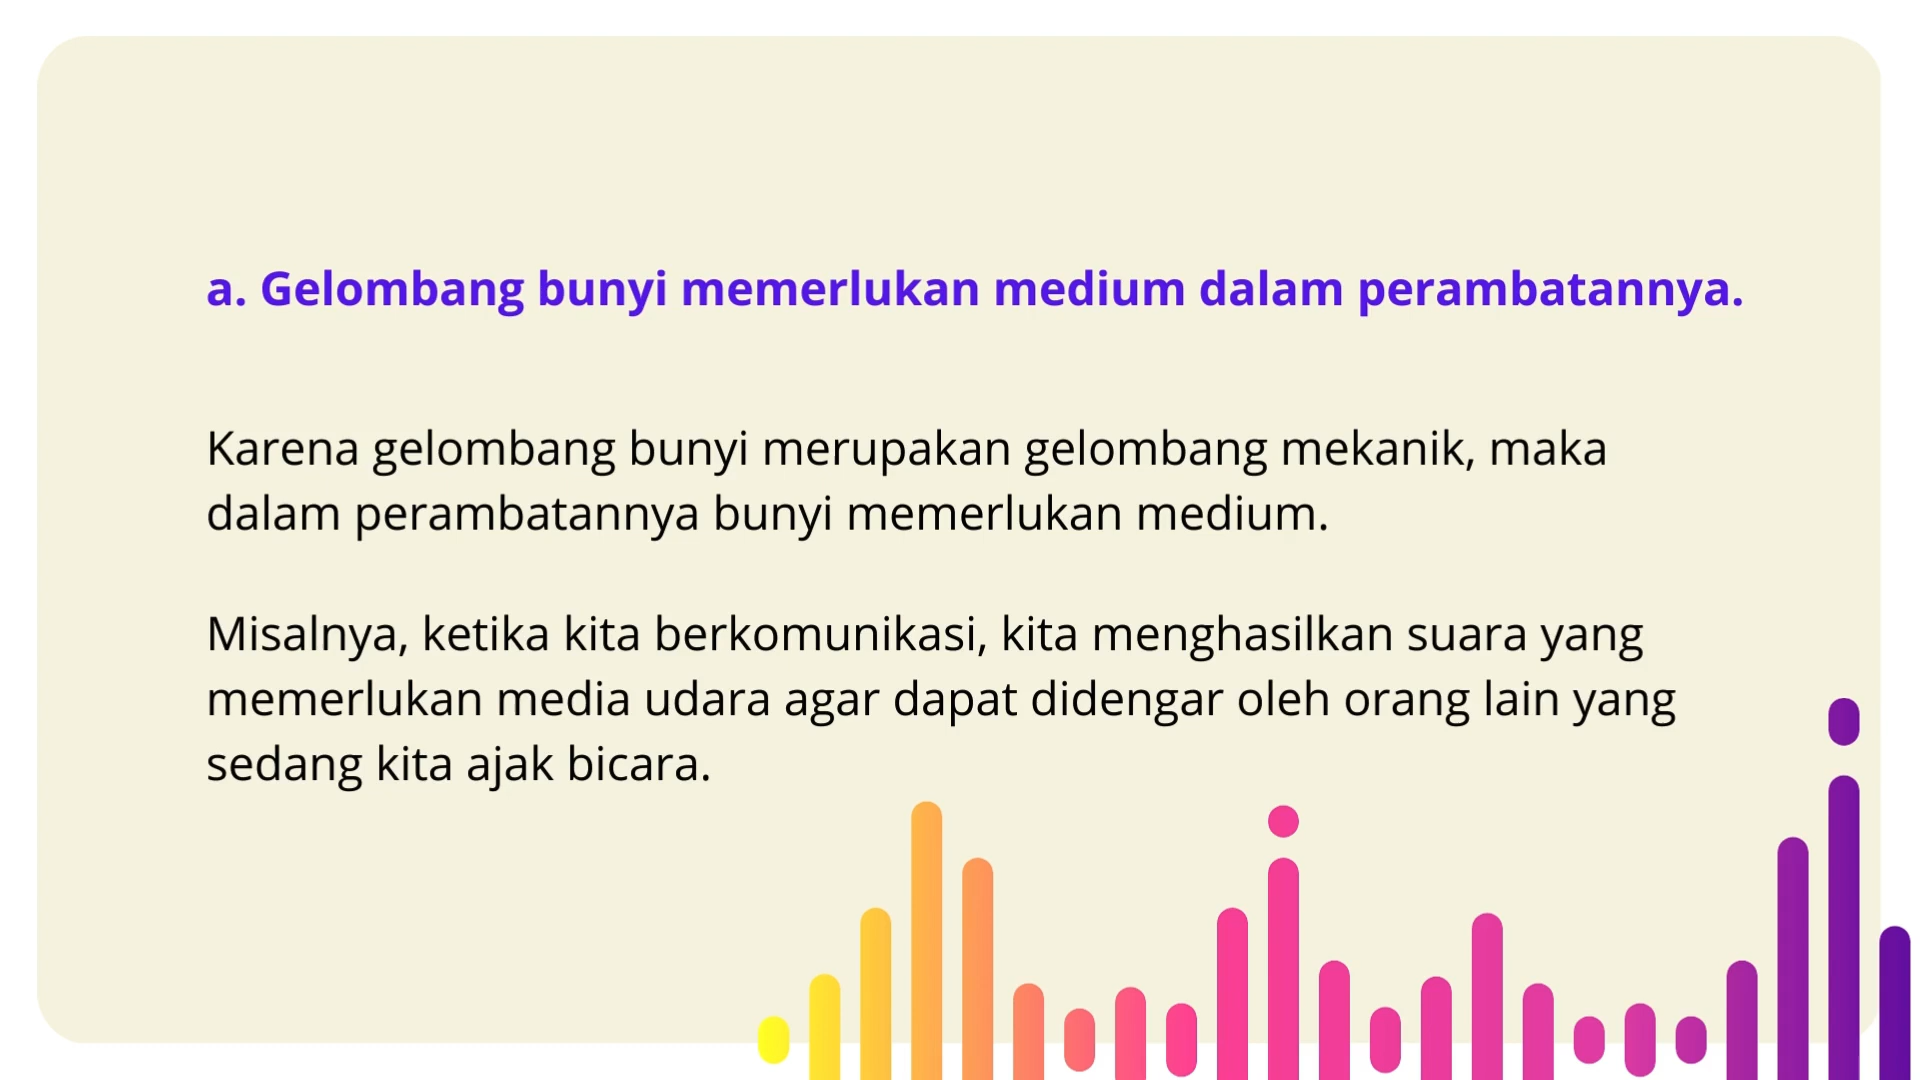 a. Gelombang bunyi memerlukan medium dalam perambatannya.
Karena gelombang bunyi merupakan gelombang mekanik, maka
dalam perambatannya bunyi memerlukan medium.
Misalnya, ketika kita berkomunikasi, kita menghasilkan suara yang
memerlukan media udara agar dapat didengar oleh orang lain yang
sedang kita ajak bicara.